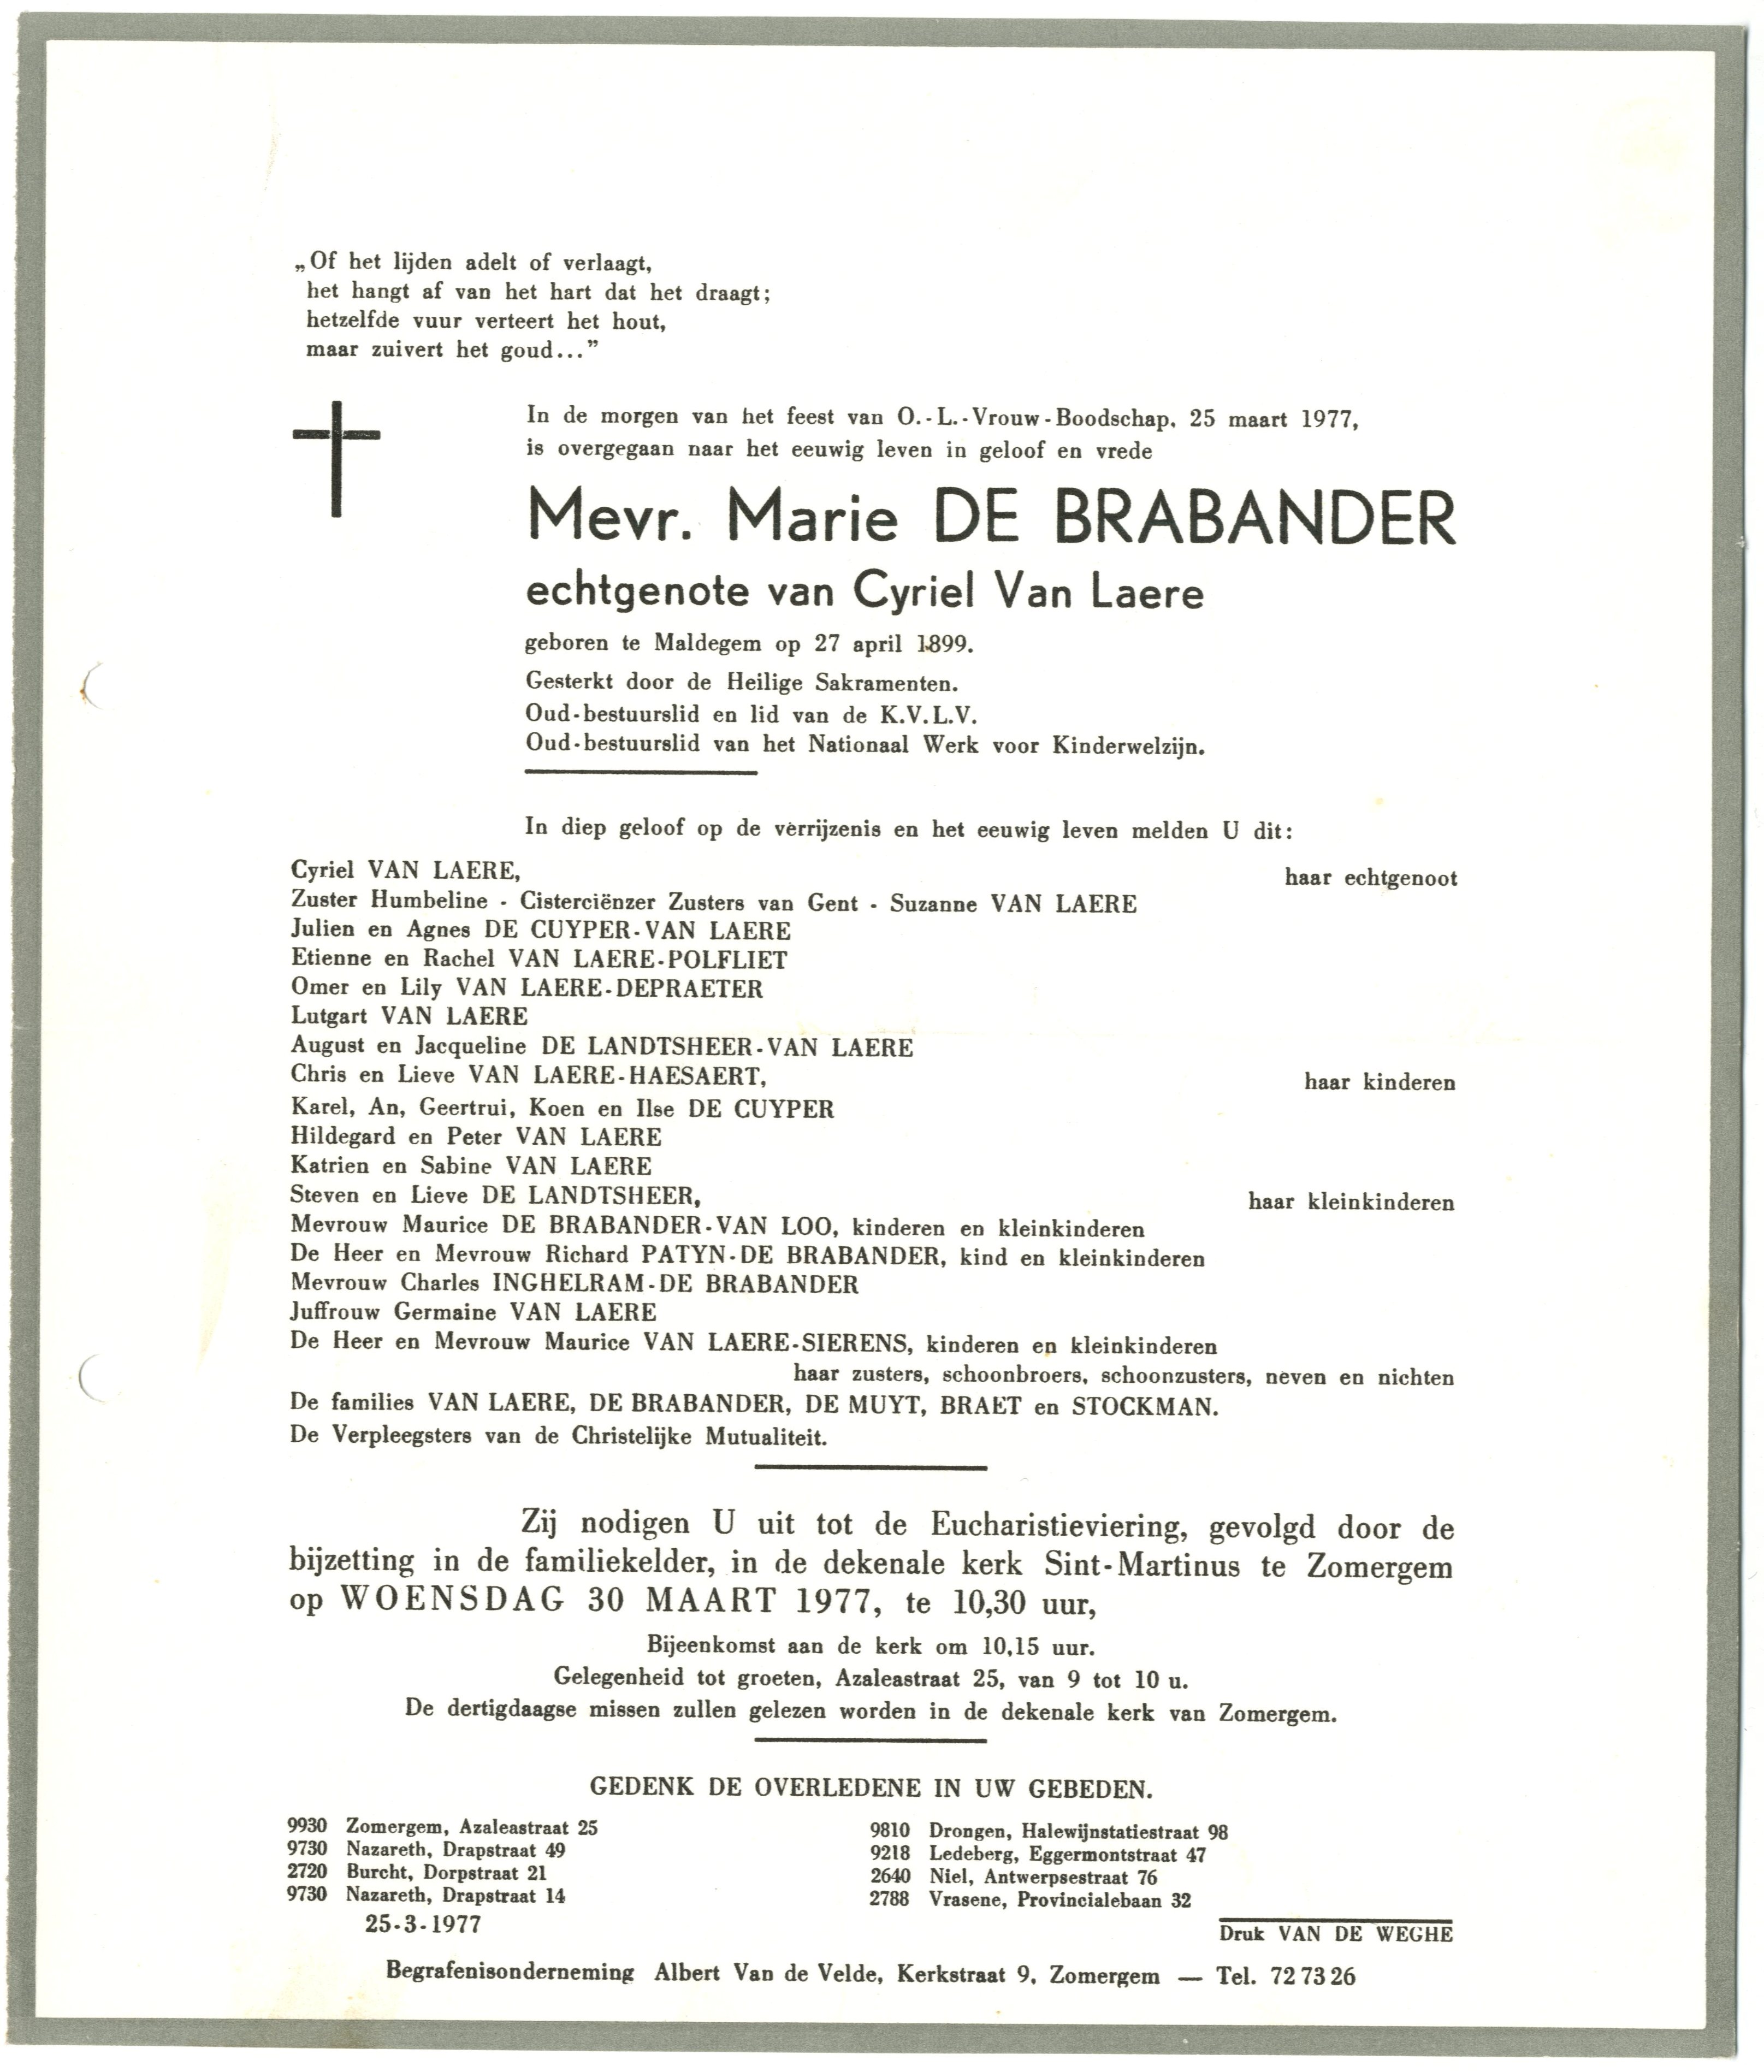 „Of het lijden adelt of verlaagt,
het hangt af van het hart dat het draagt;
hetzelfde vuur verteert het hout,
maar zuivert het goud...”
In de morgen van het feest van O.-L.-Vrouw-Boodschap, 25 maart 1977,
is overgegaan naar het eeuwig leven in geloof en vrede
Mevr. Marie DE BRABANDER
echtgenote van Cyriel Van Laere
geboren te Maldegem op 27 april 1899.
Gesterkt door de Heilige Sakramenten.
Oud-bestuurslid en lid van de K.V.L.V.
Oud-bestuurslid van het Nationaal Werk voor Kinderwelzijn.
In diep geloof op de verrijzenis en het eeuwig leven melden U dit:
Cyriel VAN LAERE, haar echtgenoot
Zuster Humbeline - Cisterciënzer Zusters van Gent - Suzanne VAN LAERE
Julien en Agnes DE CUYPER-VAN LAERE
Etienne en Rachel VAN LAERE-POLFLIET
Omer en Lily VAN LAERE-DEPRAETER
Lutgart VAN LAERE
August en Jacqueline DE LANDTSHEER-VAN LAERE
Chris en Lieve VAN LAERE-HAESAERT, haar kinderen
Karel, An, Geertrui, Koen en Ilse DE CUYPER
Hildegard en Peter VAN LAERE
Katrien en Sabine VAN LAERE
Steven en Lieve DE LANDTSHEER, haar kleinkinderen
Mevrouw Maurice DE BRABANDER-VAN LOO, kinderen en kleinkinderen
De Heer en Mevrouw Richard PATYN-DE BRABANDER, kind en kleinkinderen
Mevrouw Charles INGHELRAM-DE BRABANDER
Juffrouw Germaine VAN LAERE
De Heer en Mevrouw Maurice VAN LAERE-SIERENS, kinderen en kleinkinderen
haar zusters, schoonbroers, schoonzusters, neven en nichten
De families VAN LAERE, DE BRABANDER, DE MUYT, BRAET en STOCKMAN.
De Verpleegsters van de Christelijke Mutualiteit.
Zij nodigen U uit tot de Eucharistieviering, gevolgd door de
bijzetting in de familiekelder, in de dekenale kerk Sint-Martinus te Zomergem
op WOENSDAG 30 MAART 1977, te 10,30 uur,
Bijeenkomst aan de kerk om 10,15 uur.
Gelegenheid tot groeten, Azaleastraat 25, van 9 tot 10 u.
De dertigdaagse missen zullen gelezen worden in de dekenale kerk van Zomergem.
GEDENK DE OVERLEDENE IN UW GEBEDEN.
9930 Zomergem, Azaleastraat 25
9730 Nazareth, Drapstraat 49
2720 Burcht, Dorpstraat 21
9730 Nazareth, Drapstraat 14
9810 Drongen, Halewijnstatiestraat 98
9218 Ledeberg, Eggermontstraat 47
2640 Niel, Antwerpsestraat 76
2788 Vrasene, Provincialebaan 32
25-3-1977
Druk VAN DE WEGHE
Begrafenisonderneming Albert Van de Velde, Kerkstraat 9, Zomergem — Tel. 72 73 26